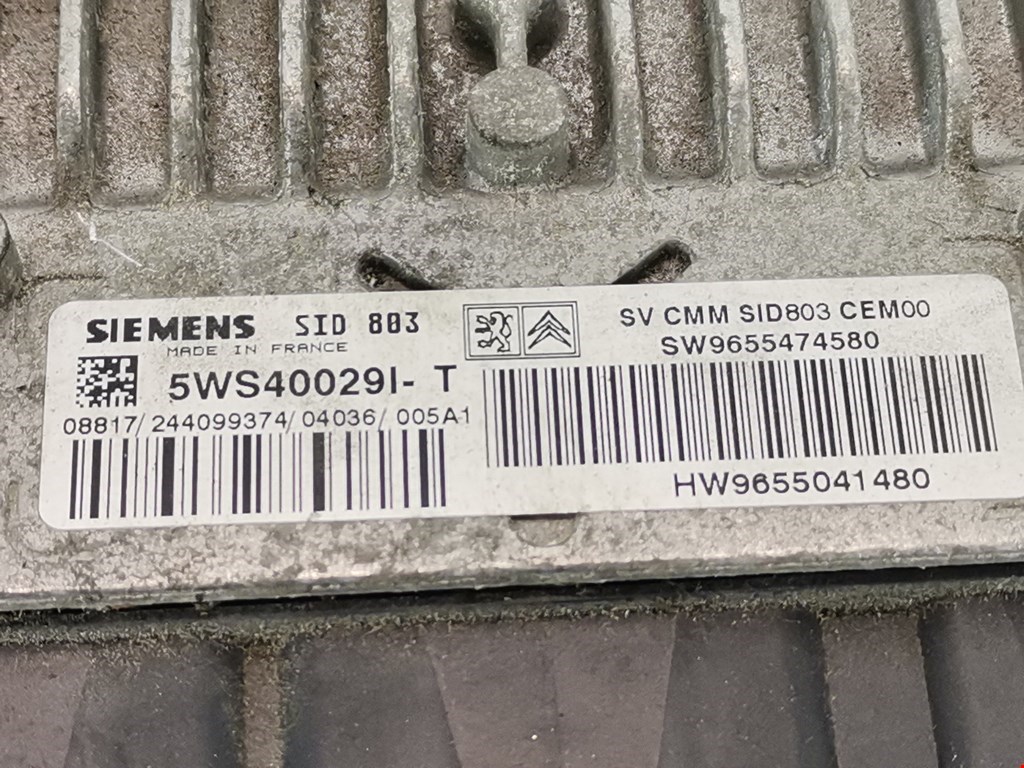 SIEMENS SID 803
MADE IN FRANCE
5WS40029I- T
08817/244099374/04036/005A1
SV CMM SID803 CEM00
SW9655474580
HW9655041480